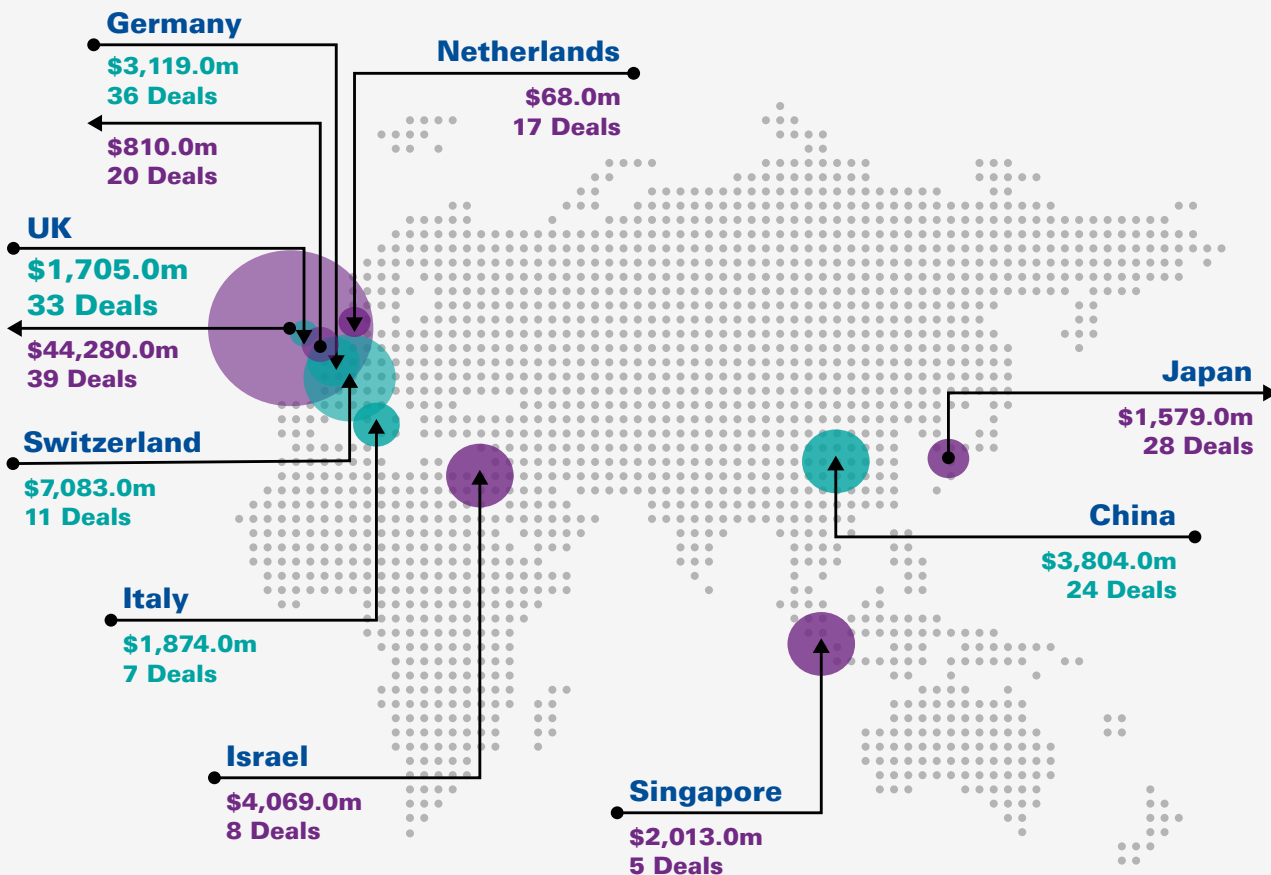 Germany
$3,119.0m
36 Deals
$810.0m
20 Deals
Netherlands
$68.0m
17 Deals
UK
$1,705.0m
33 Deals
$44,280.0m
39 Deals
Switzerland
$7,083.0m
11 Deals
Japan
$1,579.0m
28 Deals
China
$3,804.0m
24 Deals
Italy
$1,874.0m
7 Deals
Israel
$4,069.0m
8 Deals
Singapore
$2,013.0m
5 Deals